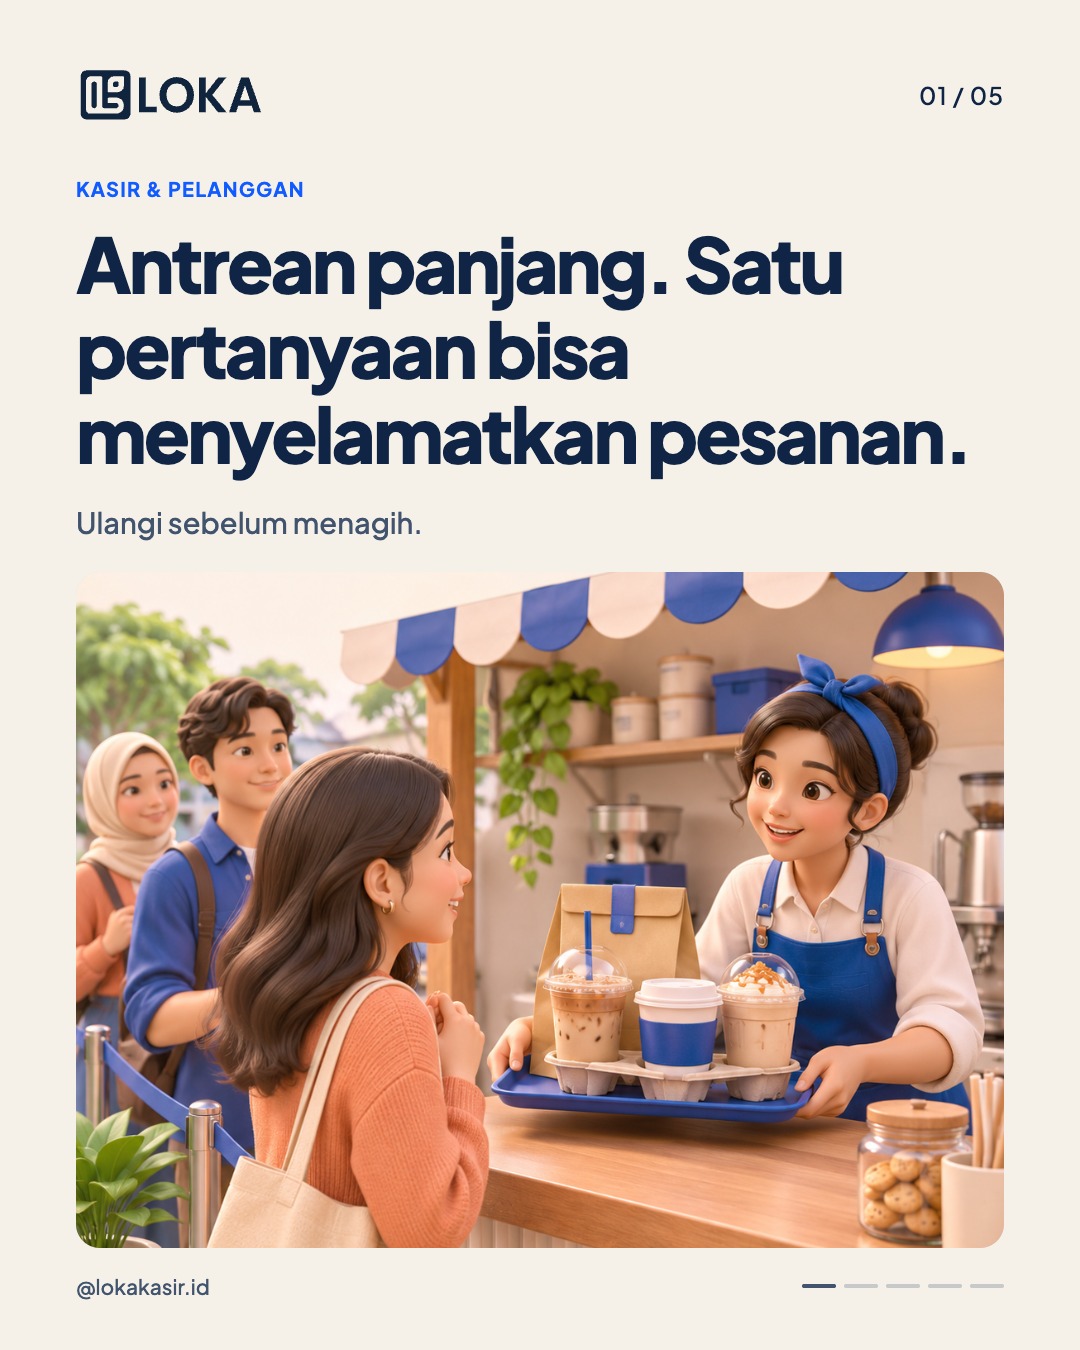 LOKA
01 / 05
KASIR & PELANGGAN
Antrean panjang. Satu
pertanyaan bisa
menyelamatkan pesanan.
Ulangi sebelum menagih.
@lokakasir.id